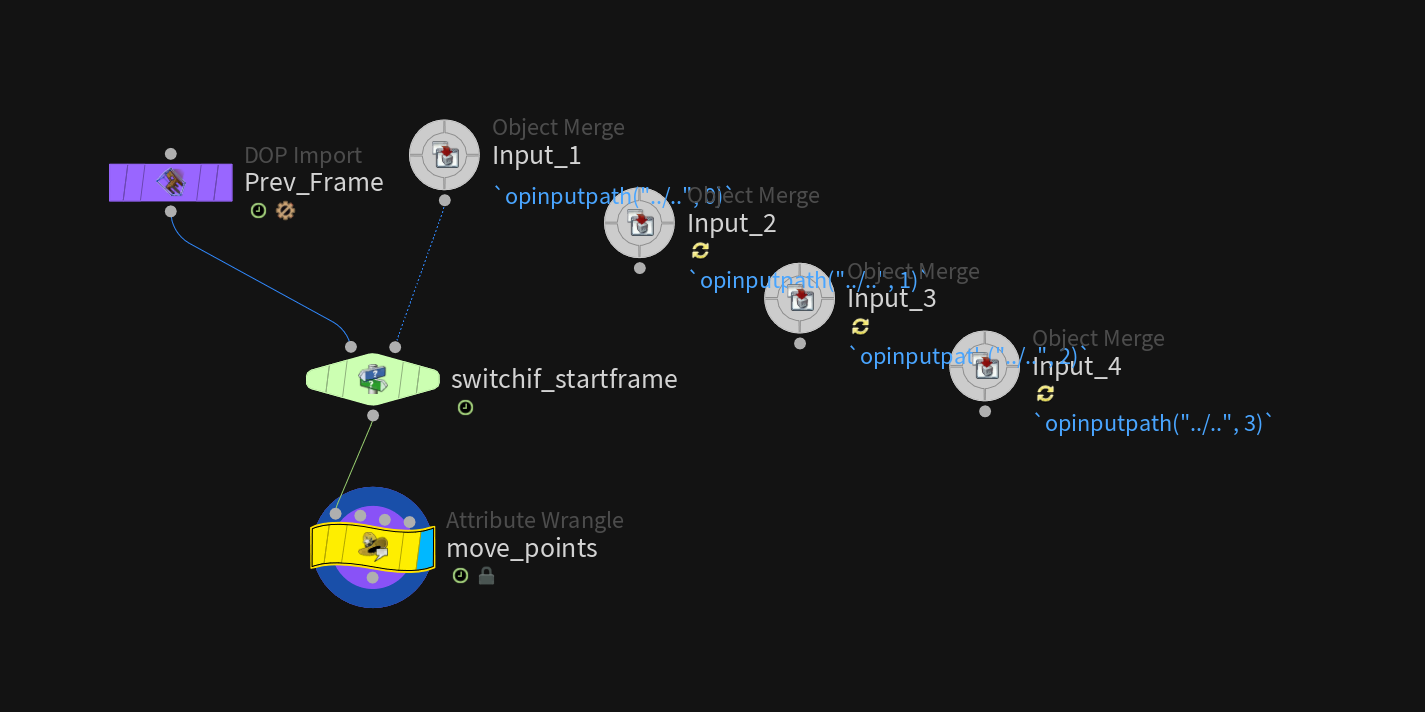 Object Merge
Input_1
`opinputpath("../..", 0)`
DOP Import
Prev_Frame
Object Merge
Input_2
`opinputpath("../..", 1)`
Object Merge
Input_3
`opinputpath("../..", 2)`
Object Merge
Input_4
`opinputpath("../..", 3)`
switchif_startframe
Attribute Wrangle
move_points